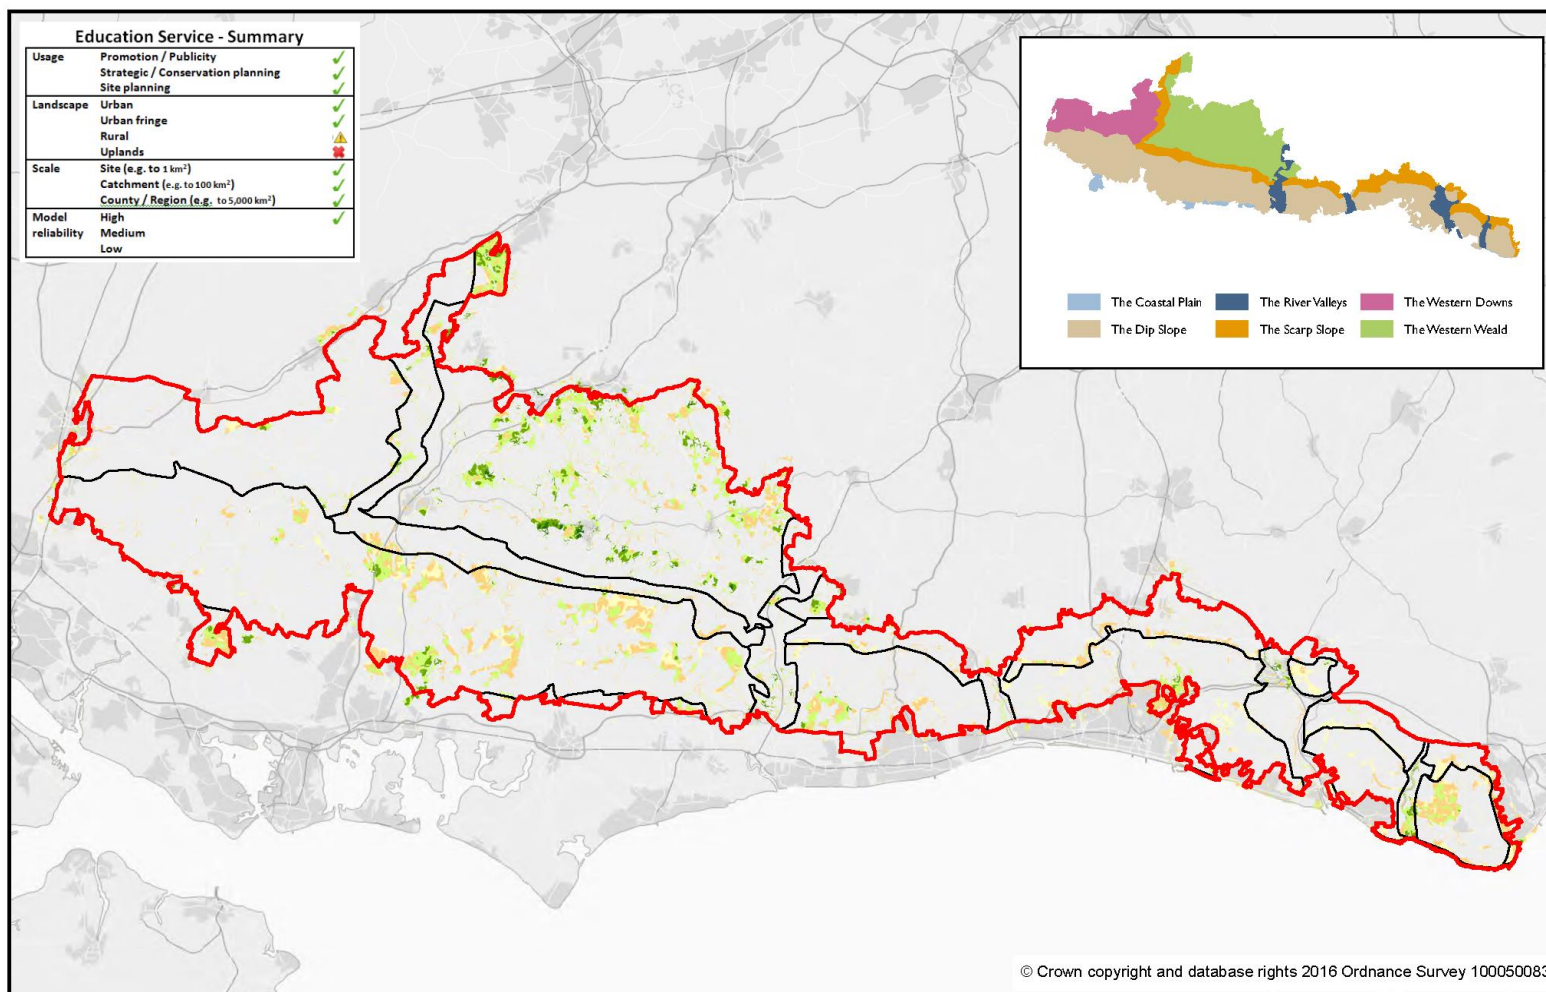 Education Service - Summary
Usage Promotion / Publicity
Strategic / Conservation planning
Site planning
Landscape Urban
Urban fringe
Rural
Uplands
Scale Site (e.g. to 1 km²)
Catchment (e.g. to 100 km²)
County / Region (e.g. to 5,000 km²)
Model High
reliability Medium
Low
The Coastal Plain The River Valleys The Western Downs
The Dip Slope The Scarp Slope The Western Weald
© Crown copyright and database rights 2016 Ordnance Survey 100050083